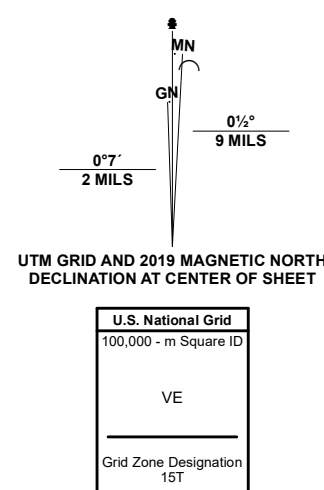 MN
GN
0½°
9 MILS
0°7´
2 MILS
UTM GRID AND 2019 MAGNETIC NORTH
DECLINATION AT CENTER OF SHEET
U.S. National Grid
100,000 - m Square ID
VE
Grid Zone Designation
15T